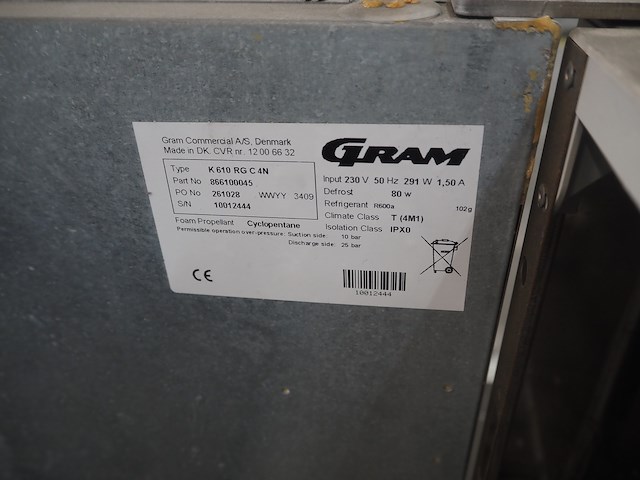 Gram Commercial A/S, Denmark
Made in DK. CVR nr. 12 00 66 32
GRAM
Type K 610 RG C 4N
Part No 866100045
PO No 261028 WWYY 3409
S/N 10012444
Input 230 V 50 Hz 291 W 1,50 A
Defrost 80 W
Refrigerant R600a 102g
Climate Class T (4M1)
Isolation Class IPX0
Foam Propellant Cyclopentane
Permissible operation over-pressure: Suction side: 10 bar
Discharge side: 25 bar
CE
10012444